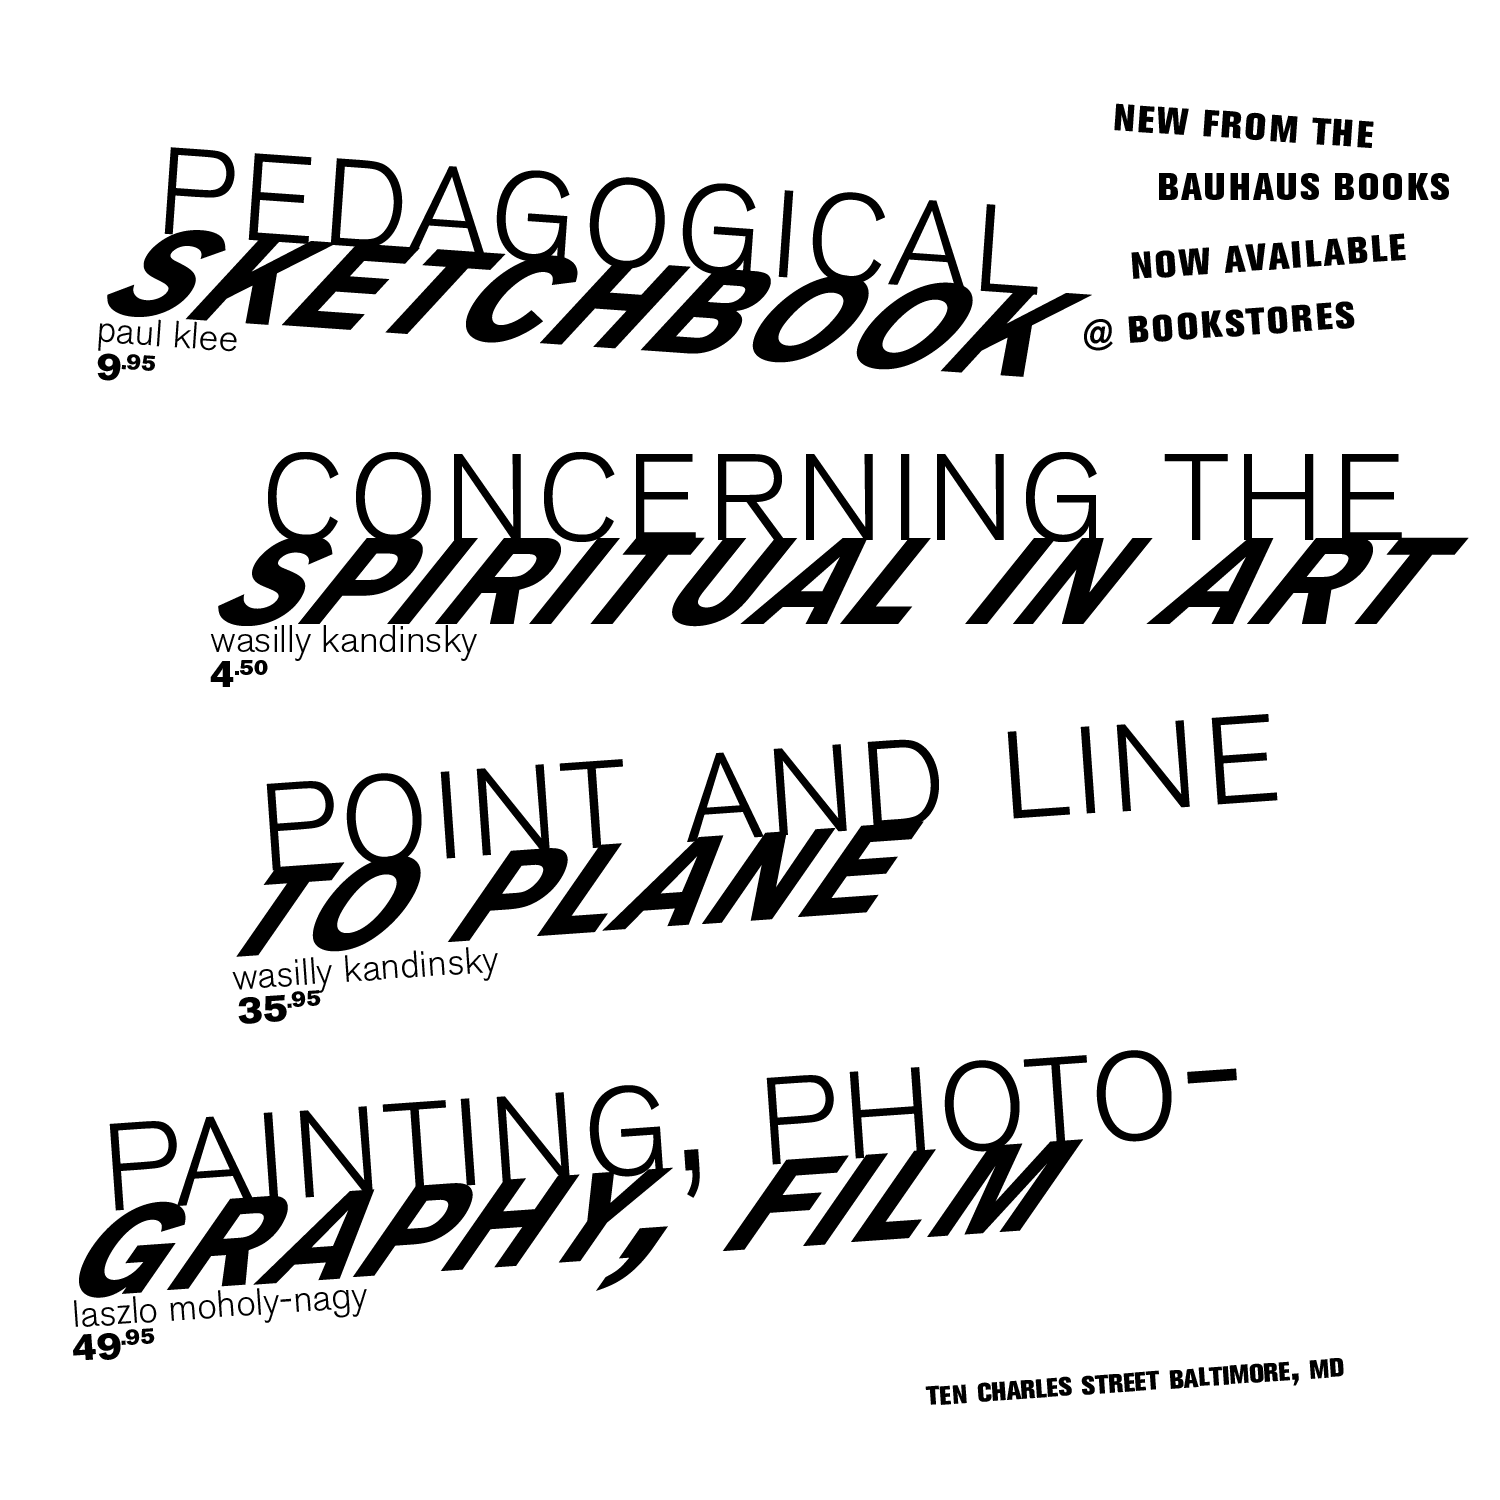 NEW FROM THE
BAUHAUS BOOKS
NOW AVAILABLE
@ BOOKSTORES
PEDAGOGICAL
SKETCHBOOK
paul klee
9.95
CONCERNING THE
SPIRITUAL IN ART
wasilly kandinsky
4.50
POINT AND LINE
TO PLANE
wasilly kandinsky
35.95
PAINTING, PHOTO-
GRAPHY, FILM
laszlo moholy-nagy
49.95
TEN CHARLES STREET BALTIMORE, MD